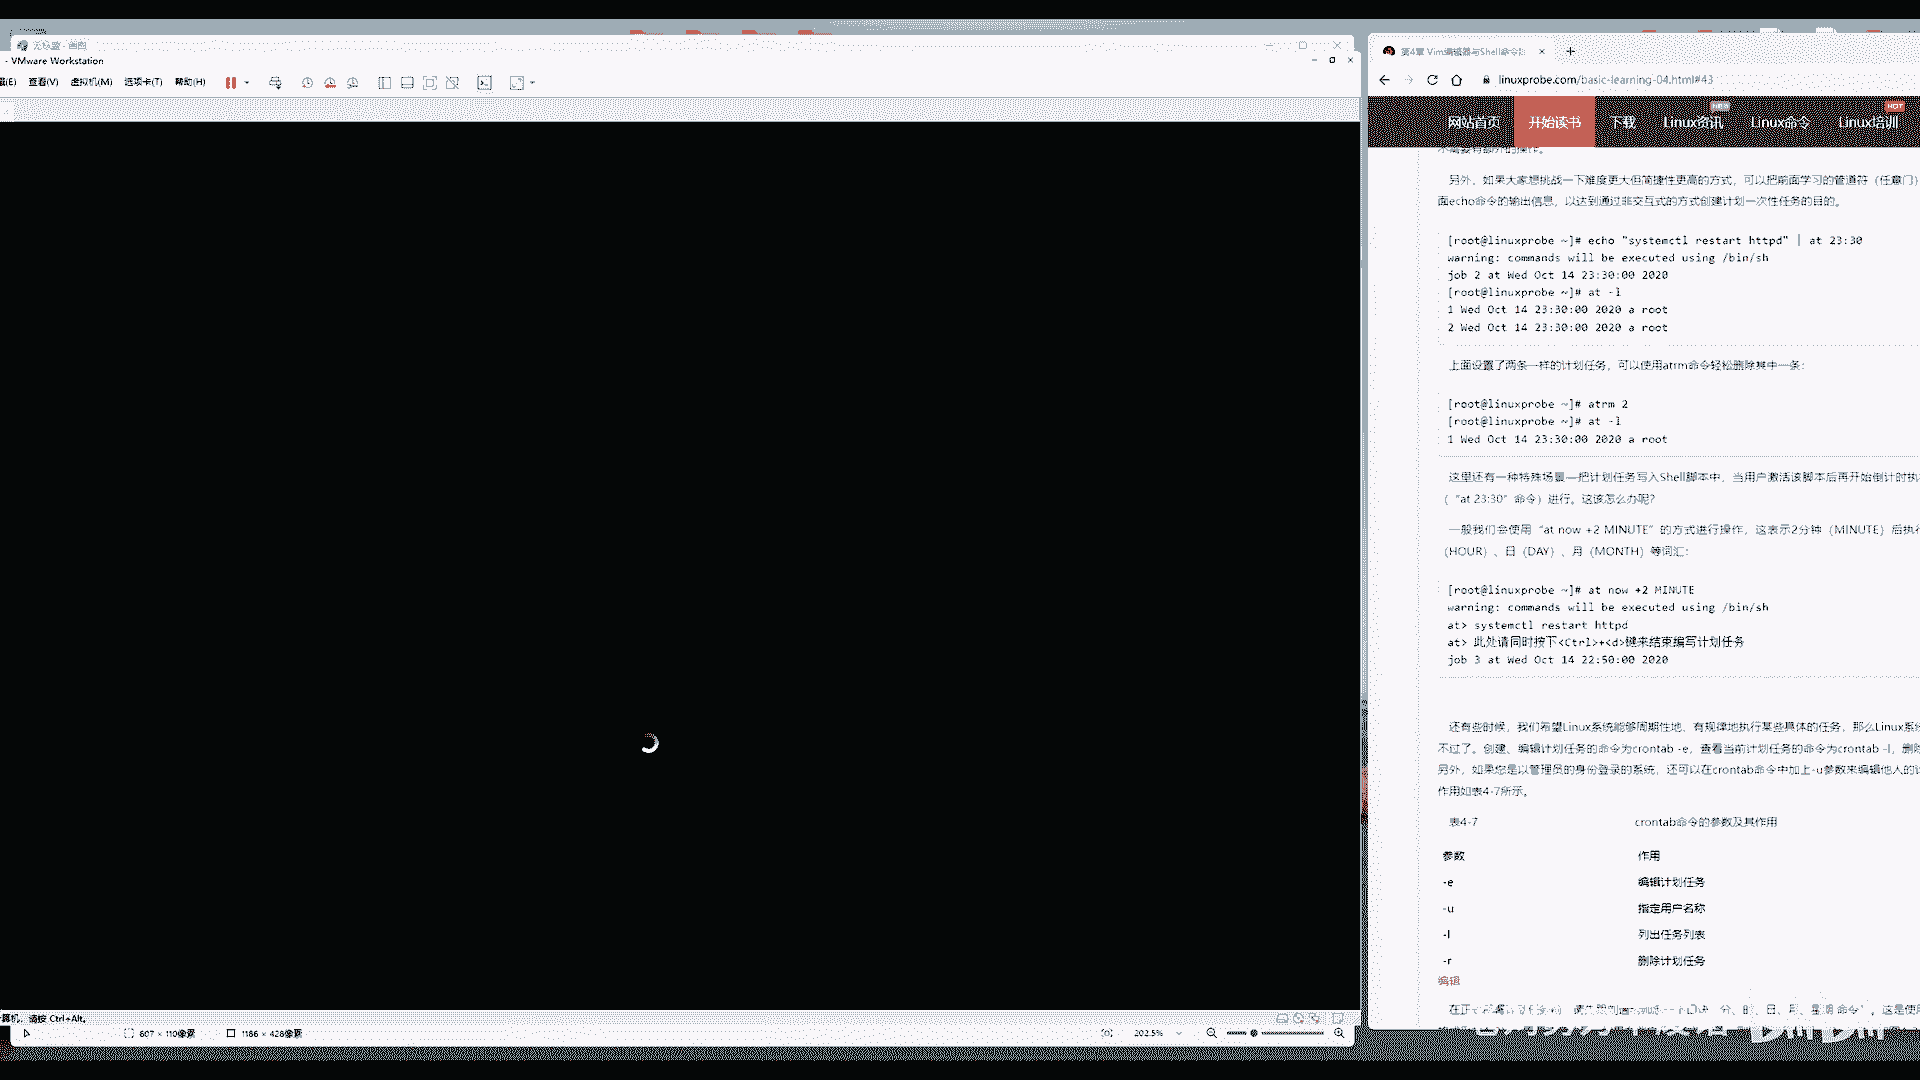 VMware Workstation
查看(V) 虚拟机(M) 选项卡(T) 帮助(H)
请按 Ctrl+Alt。
607 × 110像素
1186 × 428像素
202.5%
第4章 Vim编辑器与Shell命令
linuxprobe.com/basic-learning-04.html#43
网站首页 开始读书 下载 Linux资讯 Linux命令 Linux培训
HOT
另外，如果大家想挑战一下难度更大但简捷性更高的方式，可以把前面学习的管道符（任意门）
面echo命令的输出信息，以达到通过非交互式的方式创建计划一次性任务的目的。
[root@linuxprobe ~]# echo "systemctl restart httpd" | at 23:30
warning: commands will be executed using /bin/sh
job 2 at Wed Oct 14 23:30:00 2020
[root@linuxprobe ~]# at -l
1 Wed Oct 14 23:30:00 2020 a root
2 Wed Oct 14 23:30:00 2020 a root
上面设置了两条一样的计划任务，可以使用atrm命令轻松删除其中一条：
[root@linuxprobe ~]# atrm 2
[root@linuxprobe ~]# at -l
1 Wed Oct 14 23:30:00 2020 a root
这里还有一种特殊场景—把计划任务写入Shell脚本中，当用户激活该脚本后再开始倒计时执
（“at 23:30”命令）进行。这该怎么办呢？
一般我们会使用“at now +2 MINUTE”的方式进行操作，这表示2分钟（MINUTE）后执行
（HOUR）、日（DAY）、月（MONTH）等词汇：
[root@linuxprobe ~]# at now +2 MINUTE
warning: commands will be executed using /bin/sh
at> systemctl restart httpd
at> 此处请同时按下<Ctrl>+<d>键来结束编写计划任务
job 3 at Wed Oct 14 22:50:00 2020
还有些时候，我们希望Linux系统能够周期性地、有规律地执行某些具体的任务，那么Linux系
不过了。创建、编辑计划任务的命令为crontab -e，查看当前计划任务的命令为crontab -l，删
另外，如果您是以管理员的身份登录的系统，还可以在crontab命令中加上-u参数来编辑他人的
作用如表4-7所示。
表4-7 crontab命令的参数及其作用
参数 作用
-e 编辑计划任务
-u 指定用户名称
-l 列出任务列表
-r 删除计划任务
编辑